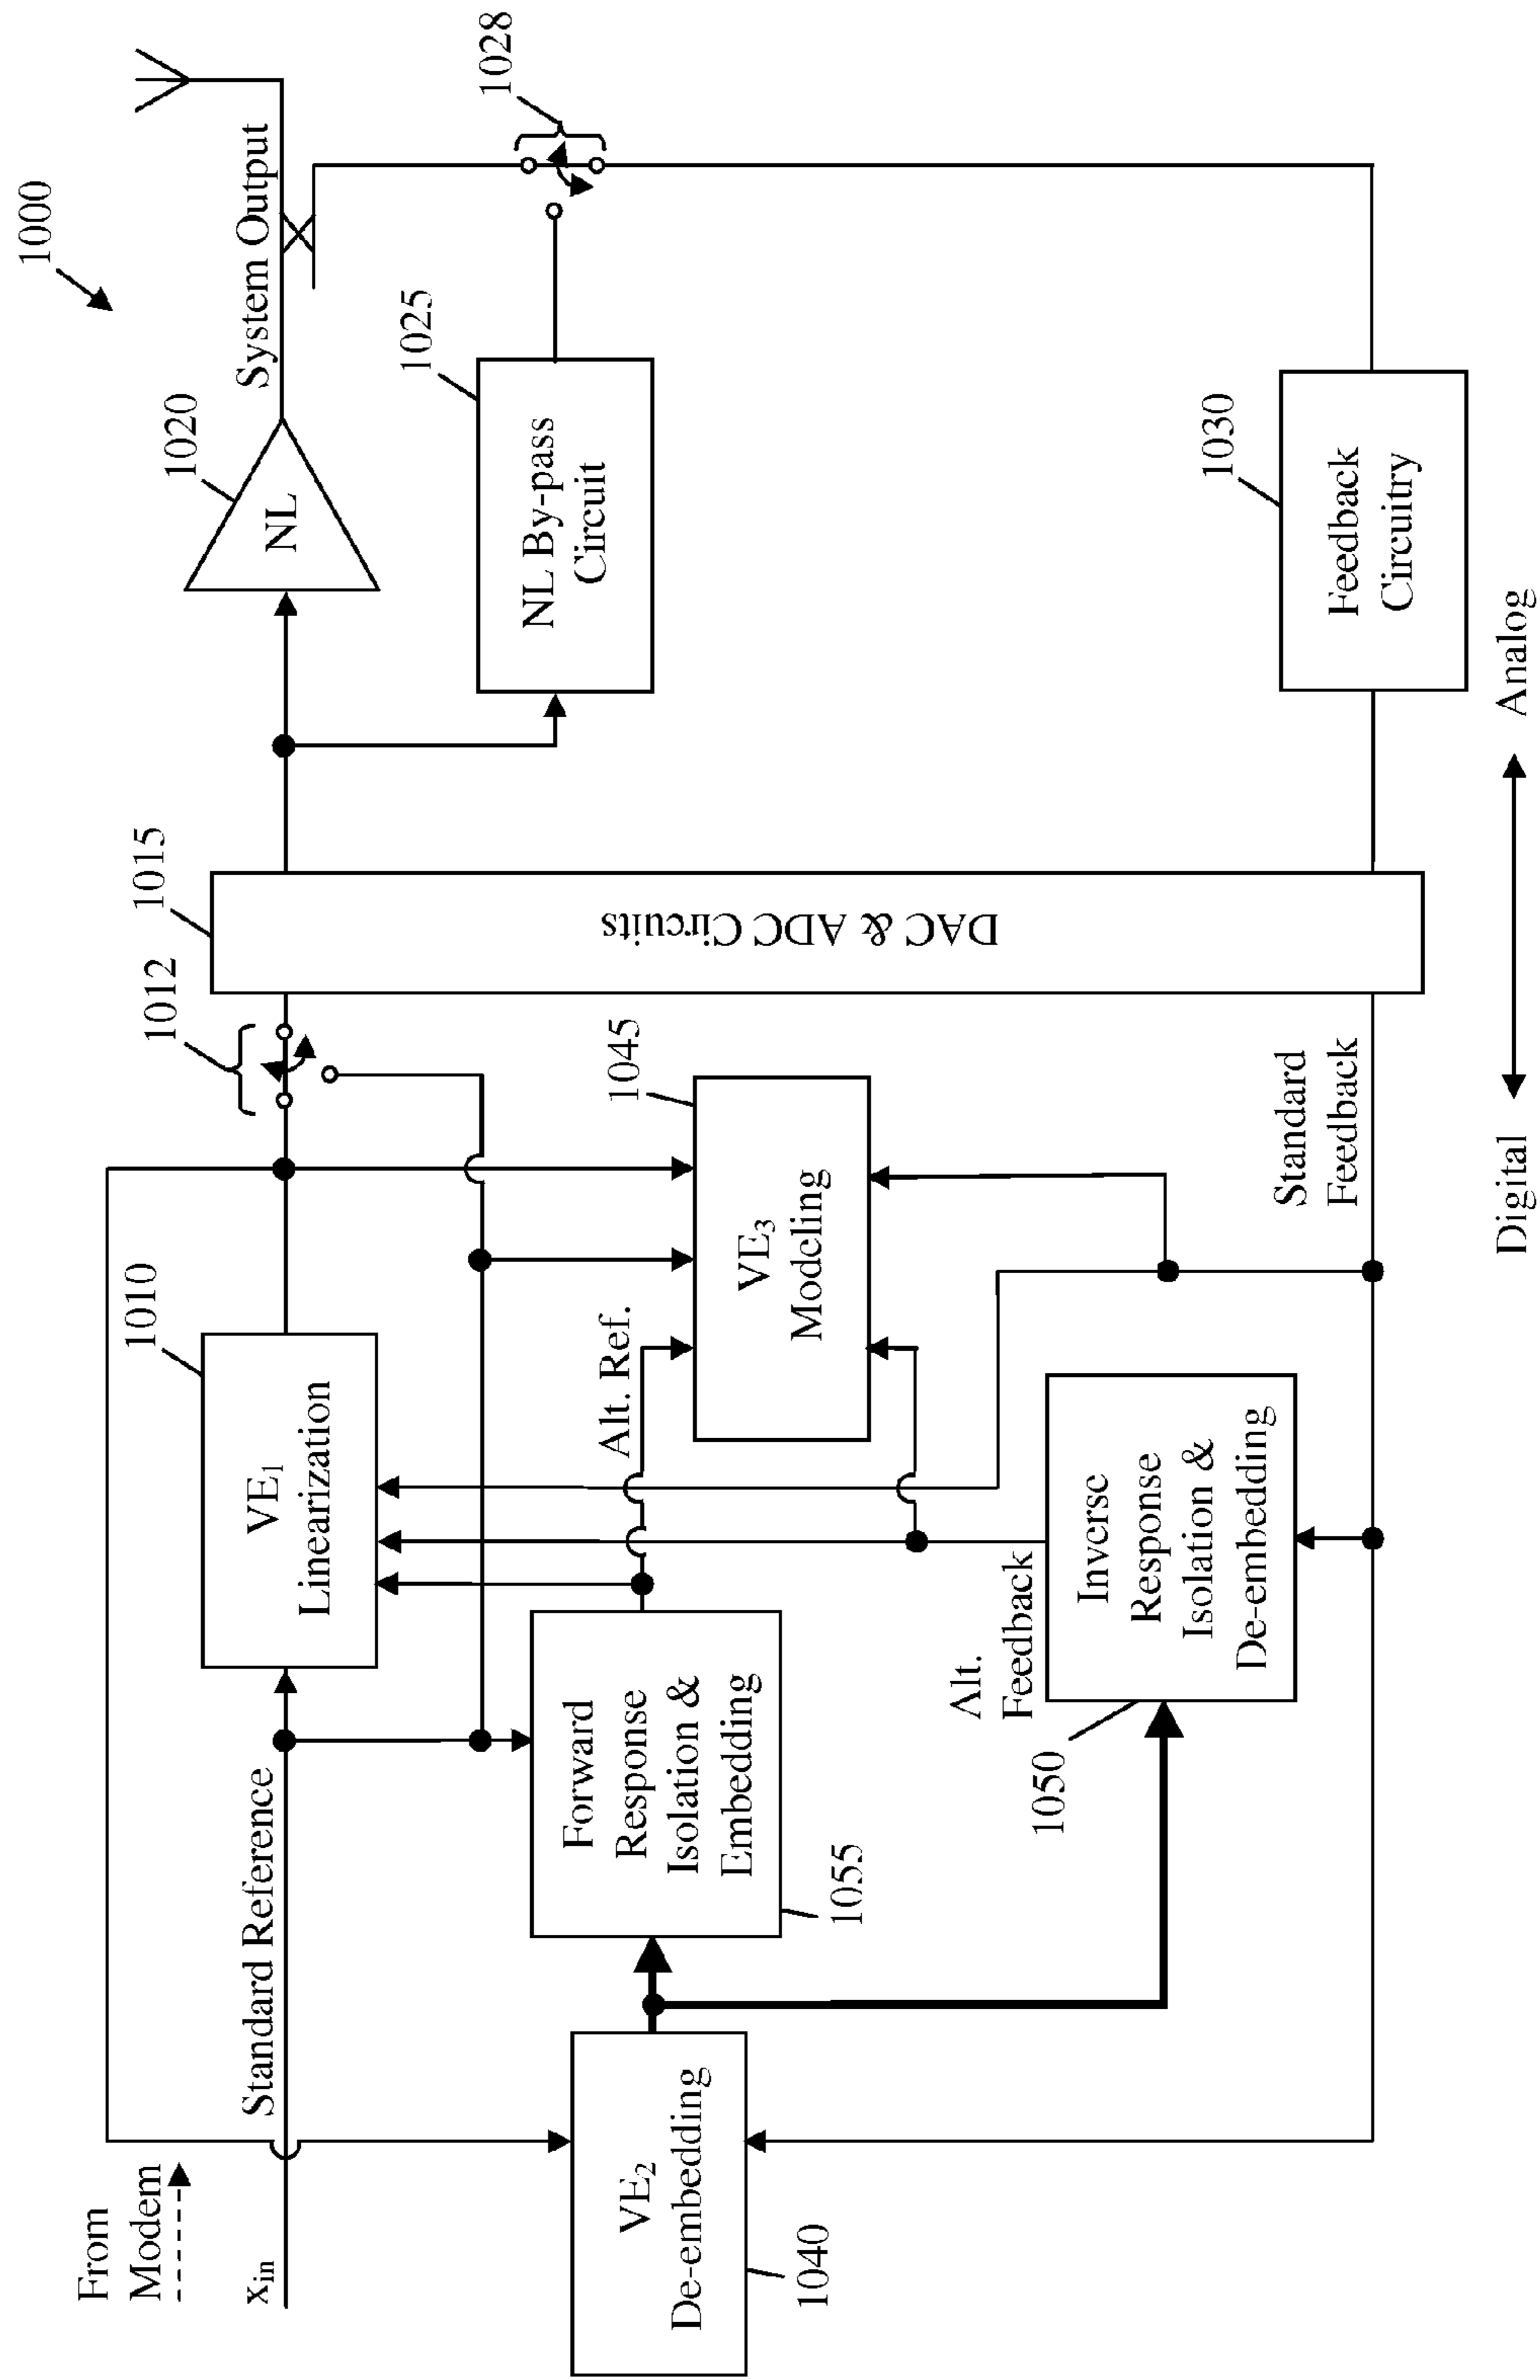 1000
From
Modem
x_in
Standard Reference
1010
VE1
Linearization
1012
1015
DAC & ADC Circuits
1020
NL
System Output
1025
NL By-pass
Circuit
1028
1040
VE2
De-embedding
Forward
Response
Isolation &
Embedding
1055
Alt. Ref.
1045
VE3
Modeling
Alt.
Feedback
1050
Inverse
Response
Isolation &
De-embedding
Standard
Feedback
1030
Feedback
Circuitry
Digital
Analog